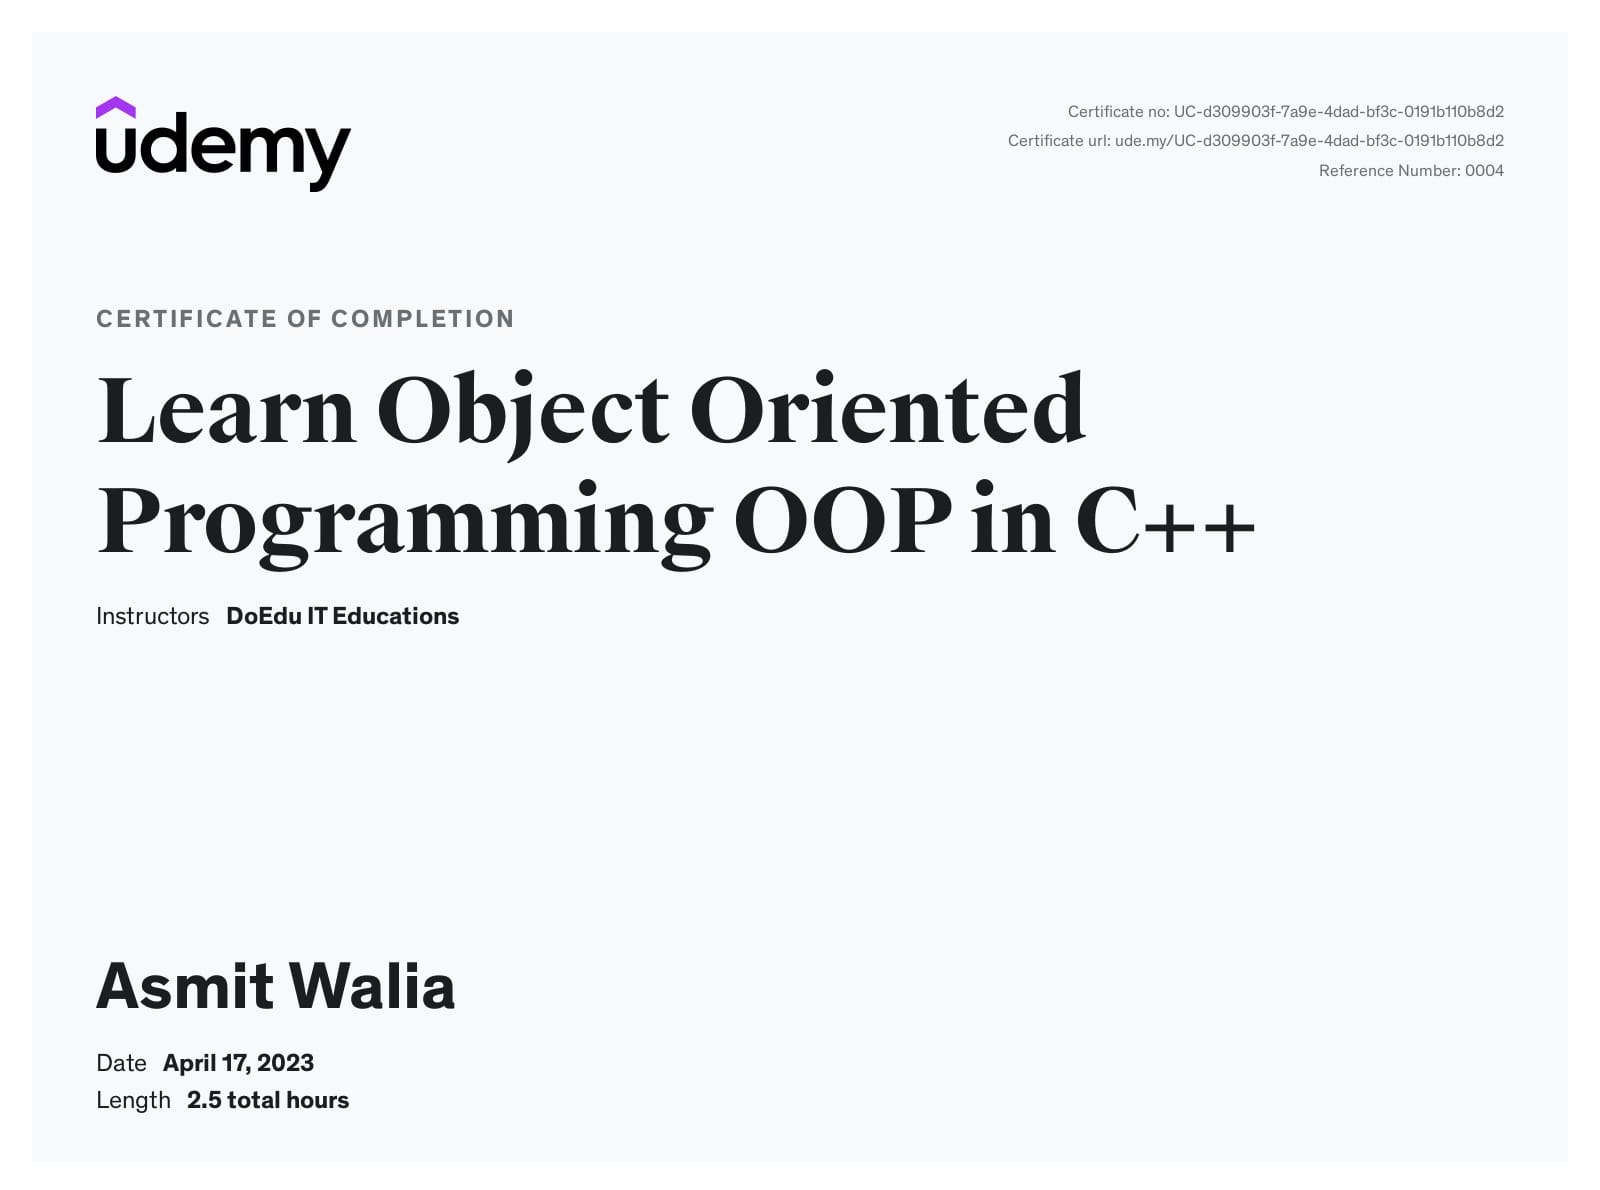 udemy
Certificate no: UC-d309903f-7a9e-4dad-bf3c-0191b110b8d2
Certificate url: ude.my/UC-d309903f-7a9e-4dad-bf3c-0191b110b8d2
Reference Number: 0004
CERTIFICATE OF COMPLETION
Learn Object Oriented
Programming OOP in C++
Instructors DoEdu IT Educations
Asmit Walia
Date April 17, 2023
Length 2.5 total hours